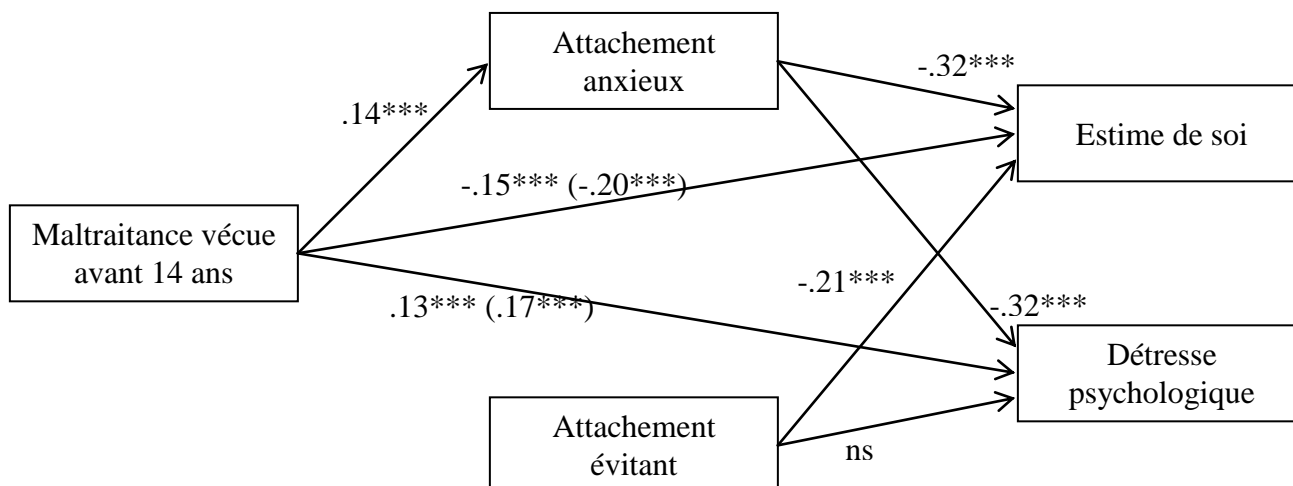 Attachement
anxieux
-.32***
Estime de soi
.14***
-.15*** (-.20***)
Maltraitance vécue
avant 14 ans
-.21***
.13*** (.17***)
-.32***
Détresse
psychologique
Attachement
évitant
ns